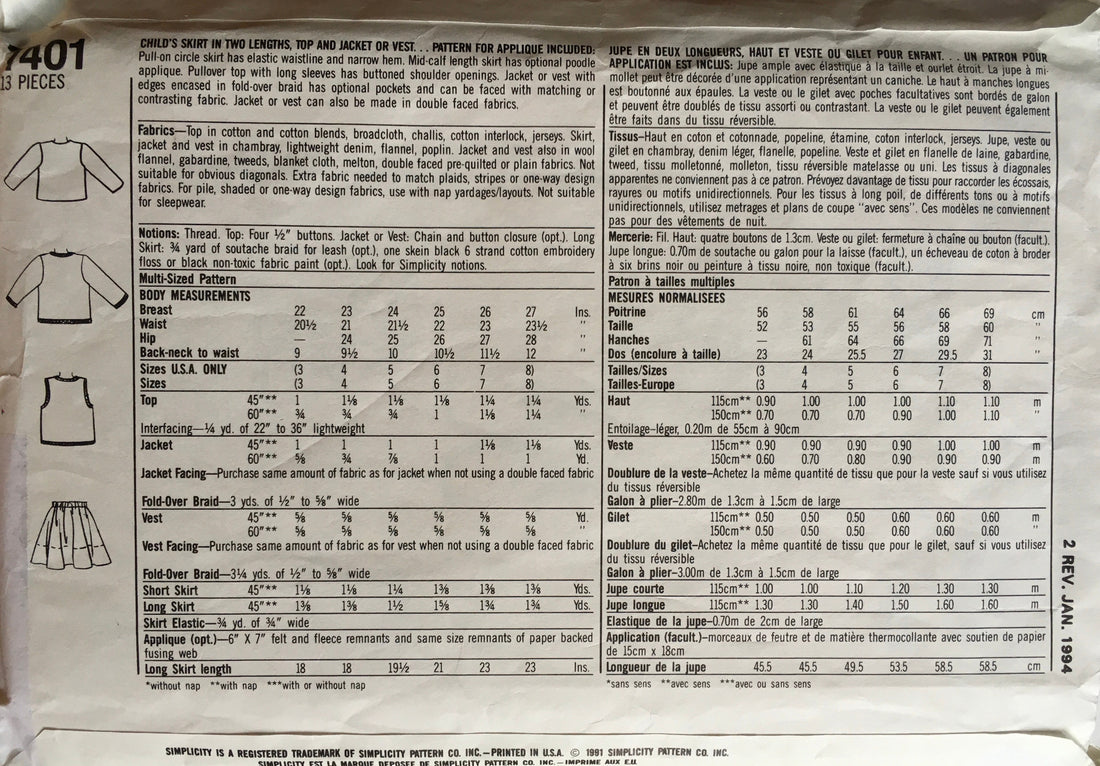 7401
13 PIECES
CHILD'S SKIRT IN TWO LENGTHS, TOP AND JACKET OR VEST. . . PATTERN FOR APPLIQUE INCLUDED:
Pull-on circle skirt has elastic waistline and narrow hem. Mid-calf length skirt has optional poodle
applique. Pullover top with long sleeves has buttoned shoulder openings. Jacket or vest with
edges encased in fold-over braid has optional pockets and can be faced with matching or
contrasting fabric. Jacket or vest can also be made in double faced fabrics.
Fabrics—Top in cotton and cotton blends, broadcloth, challis, cotton interlock, jerseys. Skirt,
jacket and vest in chambray, lightweight denim, flannel, poplin. Jacket and vest also in wool
flannel, gabardine, tweeds, blanket cloth, melton, double faced pre-quilted or plain fabrics. Not
suitable for obvious diagonals. Extra fabric needed to match plaids, stripes or one-way design
fabrics. For pile, shaded or one-way design fabrics, use with nap yardages/layouts. Not suitable
for sleepwear.
Notions: Thread. Top: Four ½" buttons. Jacket or Vest: Chain and button closure (opt.). Long
Skirt: ¾ yard of soutache braid for leash (opt.), one skein black 6 strand cotton embroidery
floss or black non-toxic fabric paint (opt.). Look for Simplicity notions.
Multi-Sized Pattern
BODY MEASUREMENTS
Breast 22 23 24 25 26 27 Ins.
Waist 20½ 21 21½ 22 23 23½ "
Hip — 24 25 26 27 28 "
Back-neck to waist 9 9½ 10 10½ 11½ 12 "
Sizes U.S.A. ONLY (3 4 5 6 7 8)
Sizes (3 4 5 6 7 8)
Top 45"** 1 1⅛ 1⅛ 1⅛ 1¼ 1¼ Yds.
60"** ¾ ¾ ¾ 1 1⅛ 1¼ "
Interfacing—¼ yd. of 22" to 36" lightweight
Jacket 45"** 1 1 1 1 1⅛ 1⅛ Yds.
60"** ⅝ ¾ ⅞ 1 1 1 Yd.
Jacket Facing—Purchase same amount of fabric as for jacket when not using a double faced fabric
Fold-Over Braid—3 yds. of ½" to ⅝" wide
Vest 45"** ⅝ ⅝ ⅝ ⅝ ⅝ ⅝ Yd.
60"** ⅝ ⅝ ⅝ ⅝ ⅝ ⅝ "
Vest Facing—Purchase same amount of fabric as for vest when not using a double faced fabric
Fold-Over Braid—3¼ yds. of ½" to ⅝" wide
Short Skirt 45"** 1⅛ 1⅛ 1¼ 1⅜ 1⅜ 1⅜ Yds.
Long Skirt 45"** 1⅜ 1⅜ 1½ 1⅝ 1¾ 1¾ Yds.
Skirt Elastic—¾ yd. of ¾" wide
Applique (opt.)—6" X 7" felt and fleece remnants and same size remnants of paper backed
fusing web
Long Skirt length 18 18 19½ 21 23 23 Ins.
*without nap **with nap ***with or without nap
JUPE EN DEUX LONGUEURS, HAUT ET VESTE OU GILET POUR ENFANT. . . UN PATRON POUR
APPLICATION EST INCLUS: Jupe ample avec élastique à la taille et ourlet étroit. La jupe à mi-
mollet peut être décorée d'une application représentant un caniche. Le haut à manches longues
est boutonné aux épaules. La veste ou le gilet avec poches facultatives sont bordés de galon
et peuvent être doublés de tissu assorti ou contrastant. La veste ou le gilet peuvent également
être faits dans du tissu réversible.
Tissus—Haut en coton et cotonnade, popeline, étamine, coton interlock, jerseys. Jupe, veste ou
gilet en chambray, denim léger, flanelle, popeline. Veste et gilet en flanelle de laine, gabardine,
tweed, tissu molletonné, molleton, tissu réversible matelasse ou uni. Les tissus à diagonales
apparentes ne conviennent pas à ce patron. Prévoyez davantage de tissu pour raccorder les écossais,
rayures ou motifs unidirectionnels. Pour les tissus à long poil, de différents tons ou à motifs
unidirectionnels, utilisez metrages et plans de coupe "avec sens". Ces modèles ne conviennent
pas pour des vêtements de nuit.
Mercerie: Fil. Haut: quatre boutons de 1.3cm. Veste ou gilet: fermeture à chaîne ou bouton (facult.).
Jupe longue: 0.70m de soutache ou galon pour la laisse (facult.), un écheveau de coton à broder
à six brins noir ou peinture à tissu noire, non toxique (facult.).
Patron à tailles multiples
MESURES NORMALISEES
Poitrine 56 58 61 64 66 69 cm
Taille 52 53 55 56 58 60 "
Hanches — 61 64 66 69 71 "
Dos (encolure à taille) 23 24 25.5 27 29.5 31 "
Tailles/Sizes (3 4 5 6 7 8)
Tailles-Europe (3 4 5 6 7 8)
Haut 115cm** 0.90 1.00 1.00 1.00 1.10 1.10 m
150cm** 0.70 0.70 0.70 0.90 1.00 1.10 "
Entoilage-léger, 0.20m de 55cm à 90cm
Veste 115cm** 0.90 0.90 0.90 0.90 1.00 1.00 m
150cm** 0.60 0.70 0.80 0.90 0.90 0.90 m
Doublure de la veste—Achetez la même quantité de tissu que pour la veste sauf si vous utilisez
du tissus réversible
Galon à plier—2.80m de 1.3cm à 1.5cm de large
Gilet 115cm** 0.50 0.50 0.50 0.60 0.60 0.60 m
150cm** 0.50 0.50 0.50 0.60 0.60 0.60 "
Doublure du gilet—Achetez la même quantité de tissu que pour le gilet, sauf si vous utilisez
du tissu réversible
Galon à plier—3.00m de 1.3cm à 1.5cm de large
Jupe courte 115cm** 1.00 1.00 1.10 1.20 1.30 1.30 m
Jupe longue 115cm** 1.30 1.30 1.40 1.50 1.60 1.60 m
Elastique de la jupe—0.70m de 2cm de large
Application (facult.)—morceaux de feutre et de matière thermocollante avec soutien de papier
de 15cm x 18cm
Longueur de la jupe 45.5 45.5 49.5 53.5 58.5 58.5 cm
*sans sens **avec sens ***avec ou sans sens
2 REV. JAN. 1994
SIMPLICITY IS A REGISTERED TRADEMARK OF SIMPLICITY PATTERN CO. INC.—PRINTED IN U.S.A. © 1991 SIMPLICITY PATTERN CO. INC.
SIMPLICITY EST LA MARQUE DEPOSEE DE SIMPLICITY PATTERN CO. INC.—IMPRIME AUX E.U.